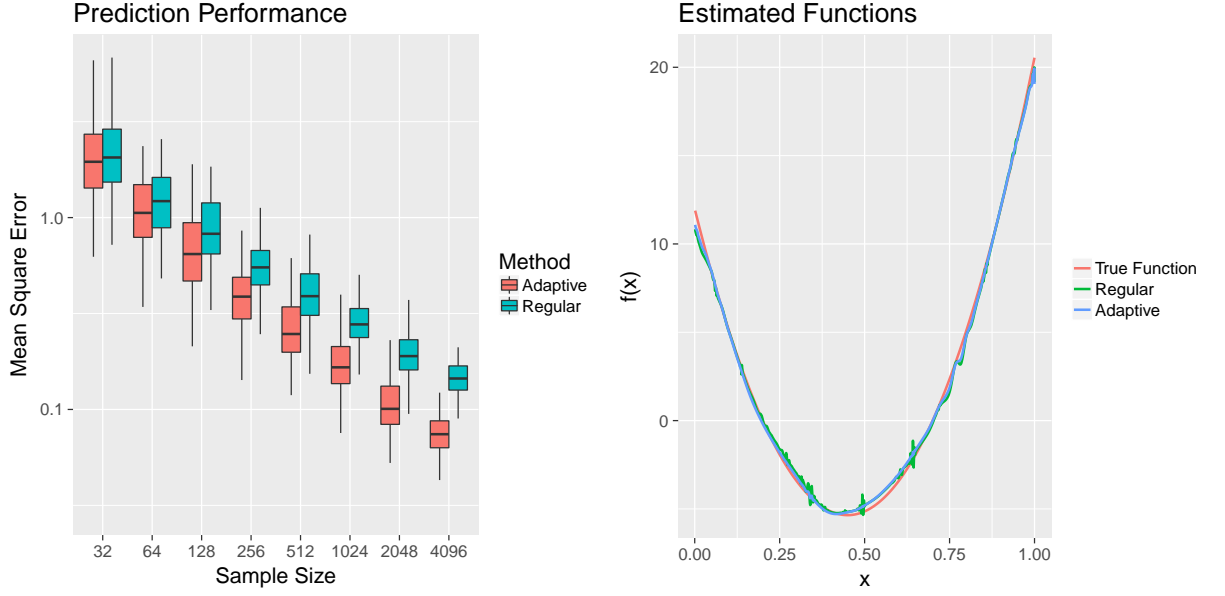 Prediction Performance
Mean Square Error
1.0
0.1
32 64 128 256 512 1024 2048 4096
Sample Size
Method
Adaptive
Regular
Estimated Functions
f(x)
20
10
0
0.00 0.25 0.50 0.75 1.00
x
True Function
Regular
Adaptive